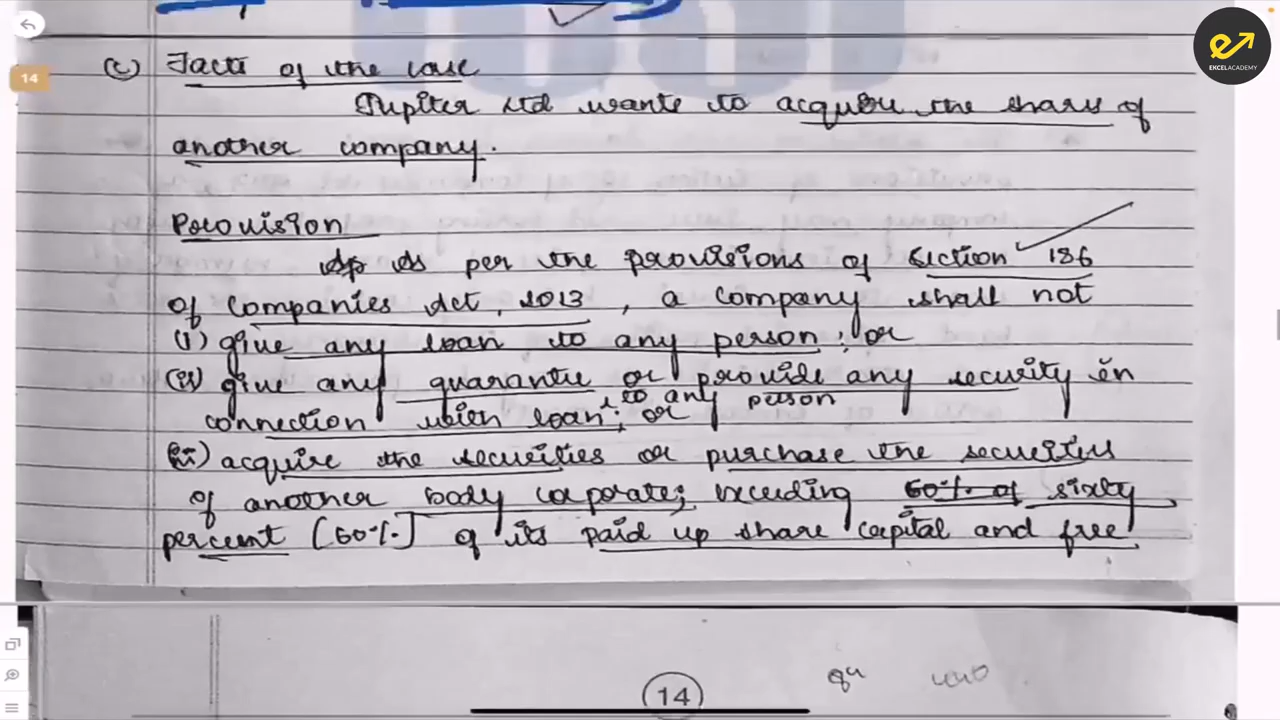 EXCELACADEMY
14
(c) Facts of the case
Jupiter Ltd wants to acquire the shares of
another company.
Provision
As per the provisions of Section 186
of Companies Act, 2013, a company shall not
(i) give any loan to any person; or
(ii) give any guarantee or provide any security in
connection with loan to any person; or
(iii) acquire the securities or purchase the securities
of another body corporate; exceeding 60% of sixty
percent [60%] of its paid up share capital and free
14